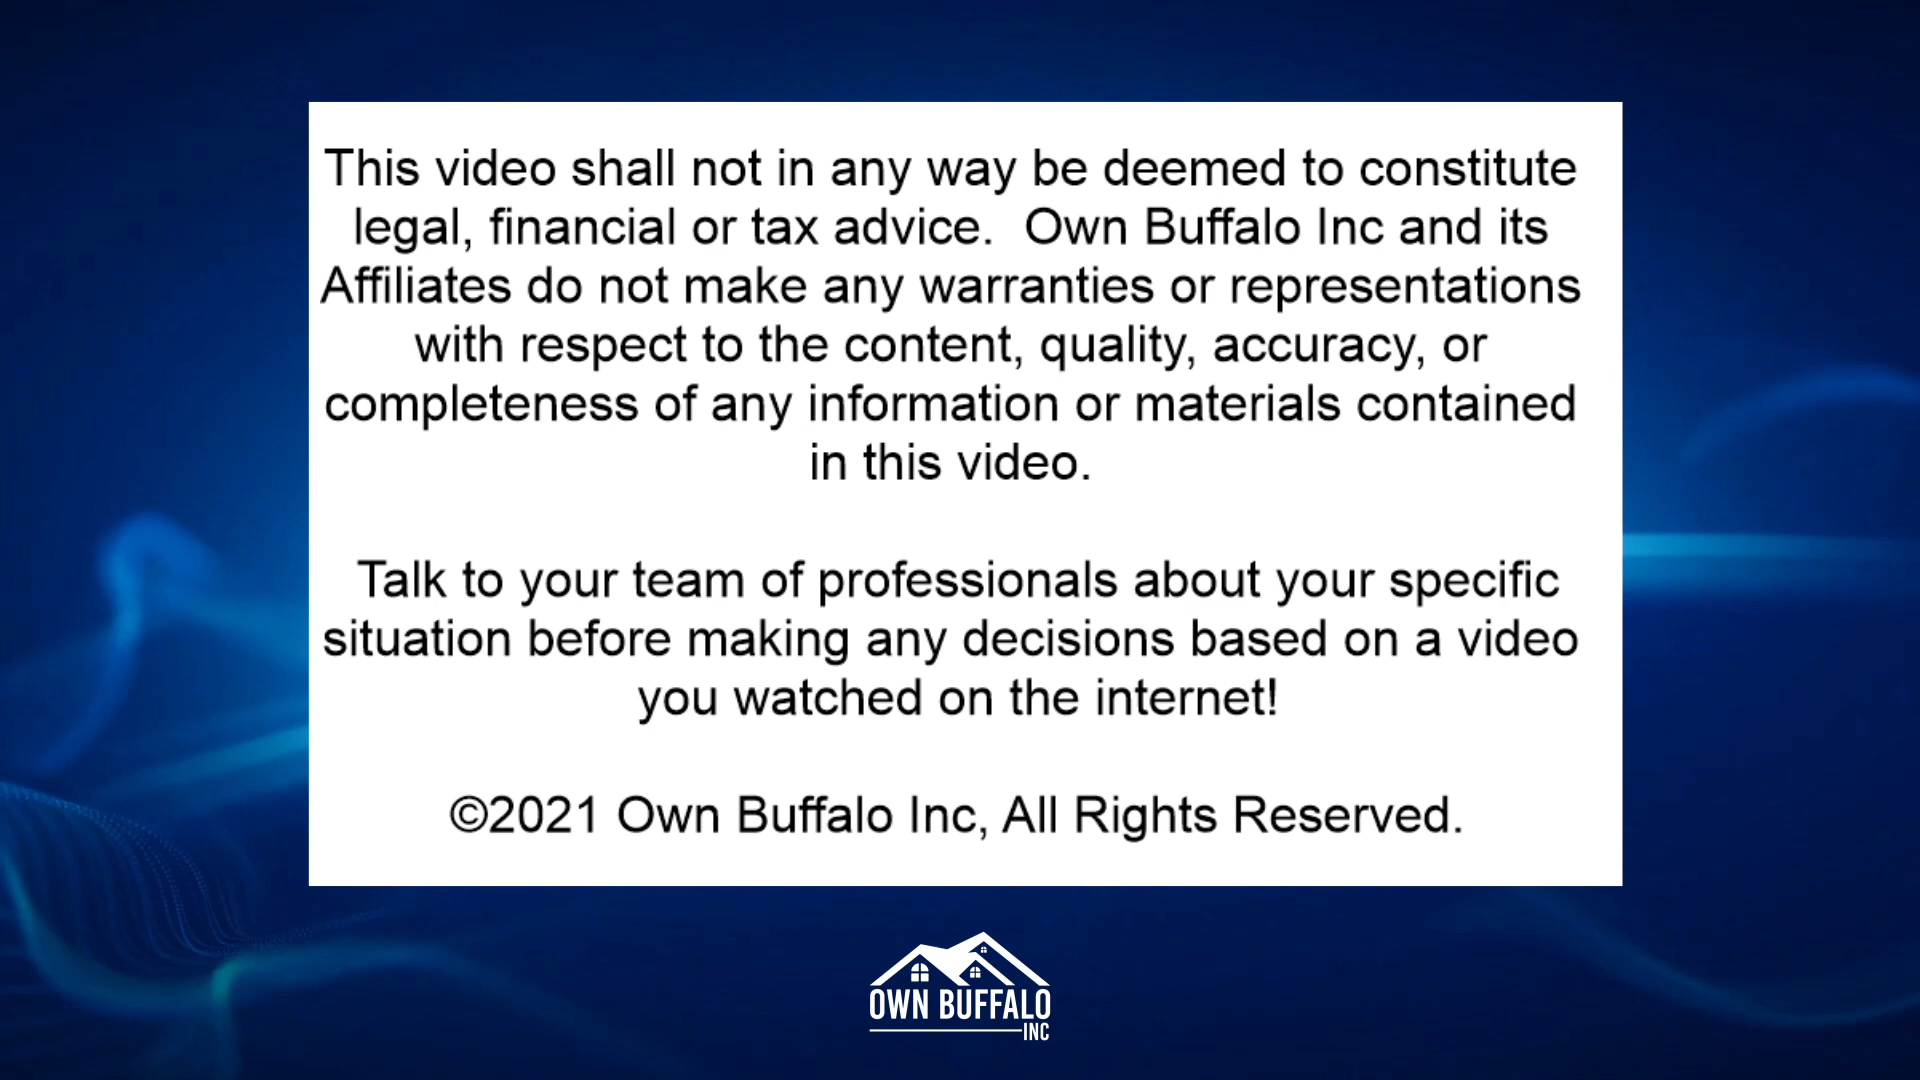 This video shall not in any way be deemed to constitute
legal, financial or tax advice.  Own Buffalo Inc and its
Affiliates do not make any warranties or representations
with respect to the content, quality, accuracy, or
completeness of any information or materials contained
in this video.
Talk to your team of professionals about your specific
situation before making any decisions based on a video
you watched on the internet!
©2021 Own Buffalo Inc, All Rights Reserved.
OWN BUFFALO
INC